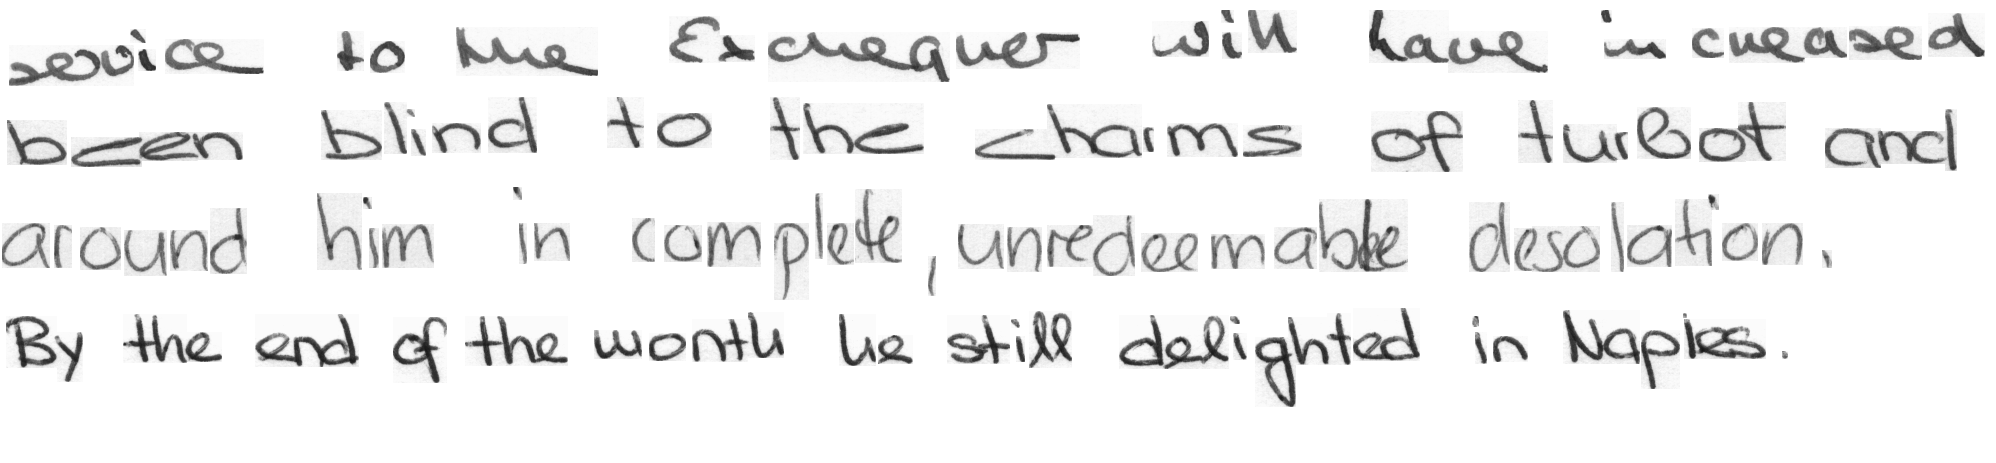 service to the Exchequer will have increased
been blind to the charms of turbot and
around him in complete, unredeemable desolation.
By the end of the month he still delighted in Naples.